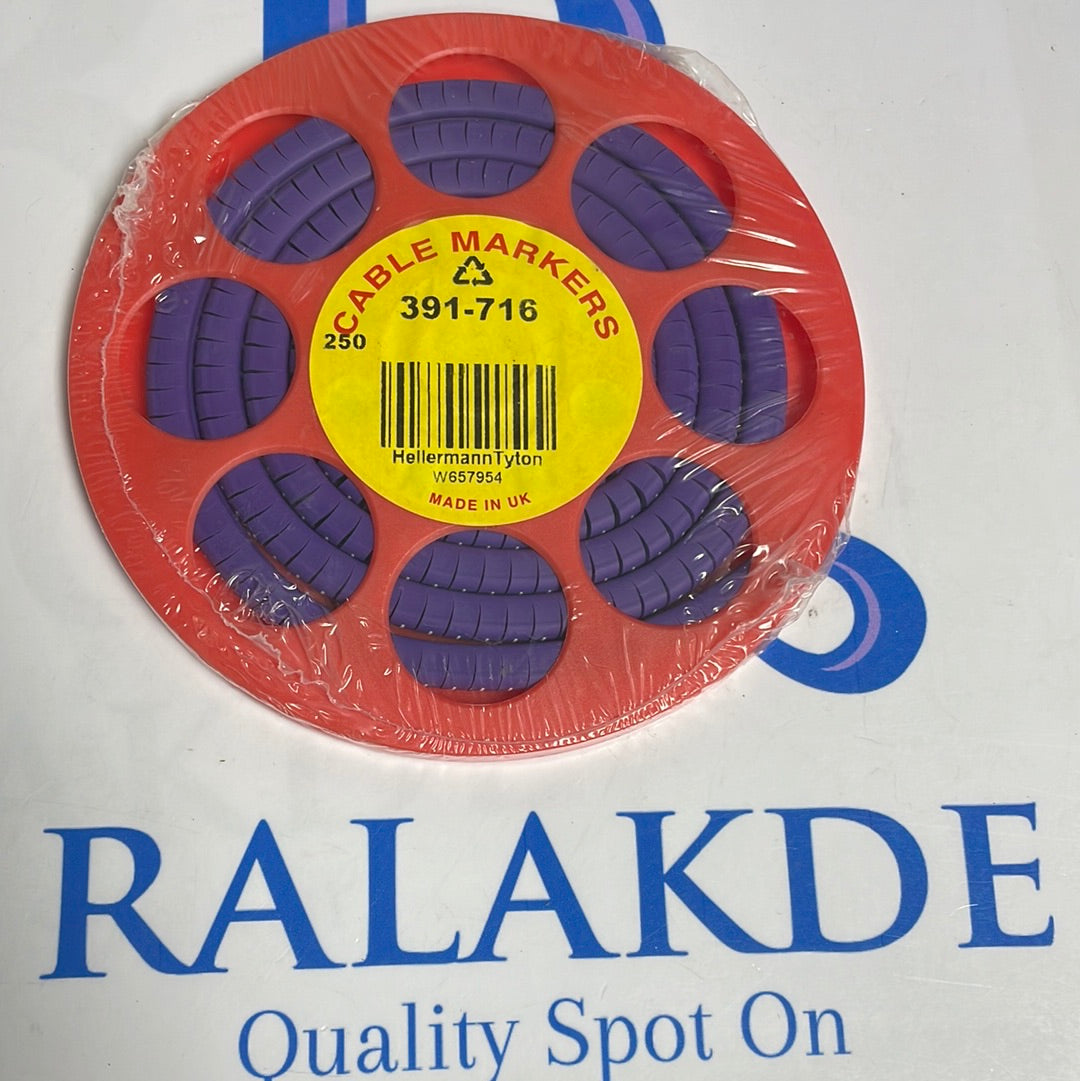 CABLE MARKERS
391-716
250
HellermannTyton
W657954
MADE IN UK
RALAKDE
Quality Spot On